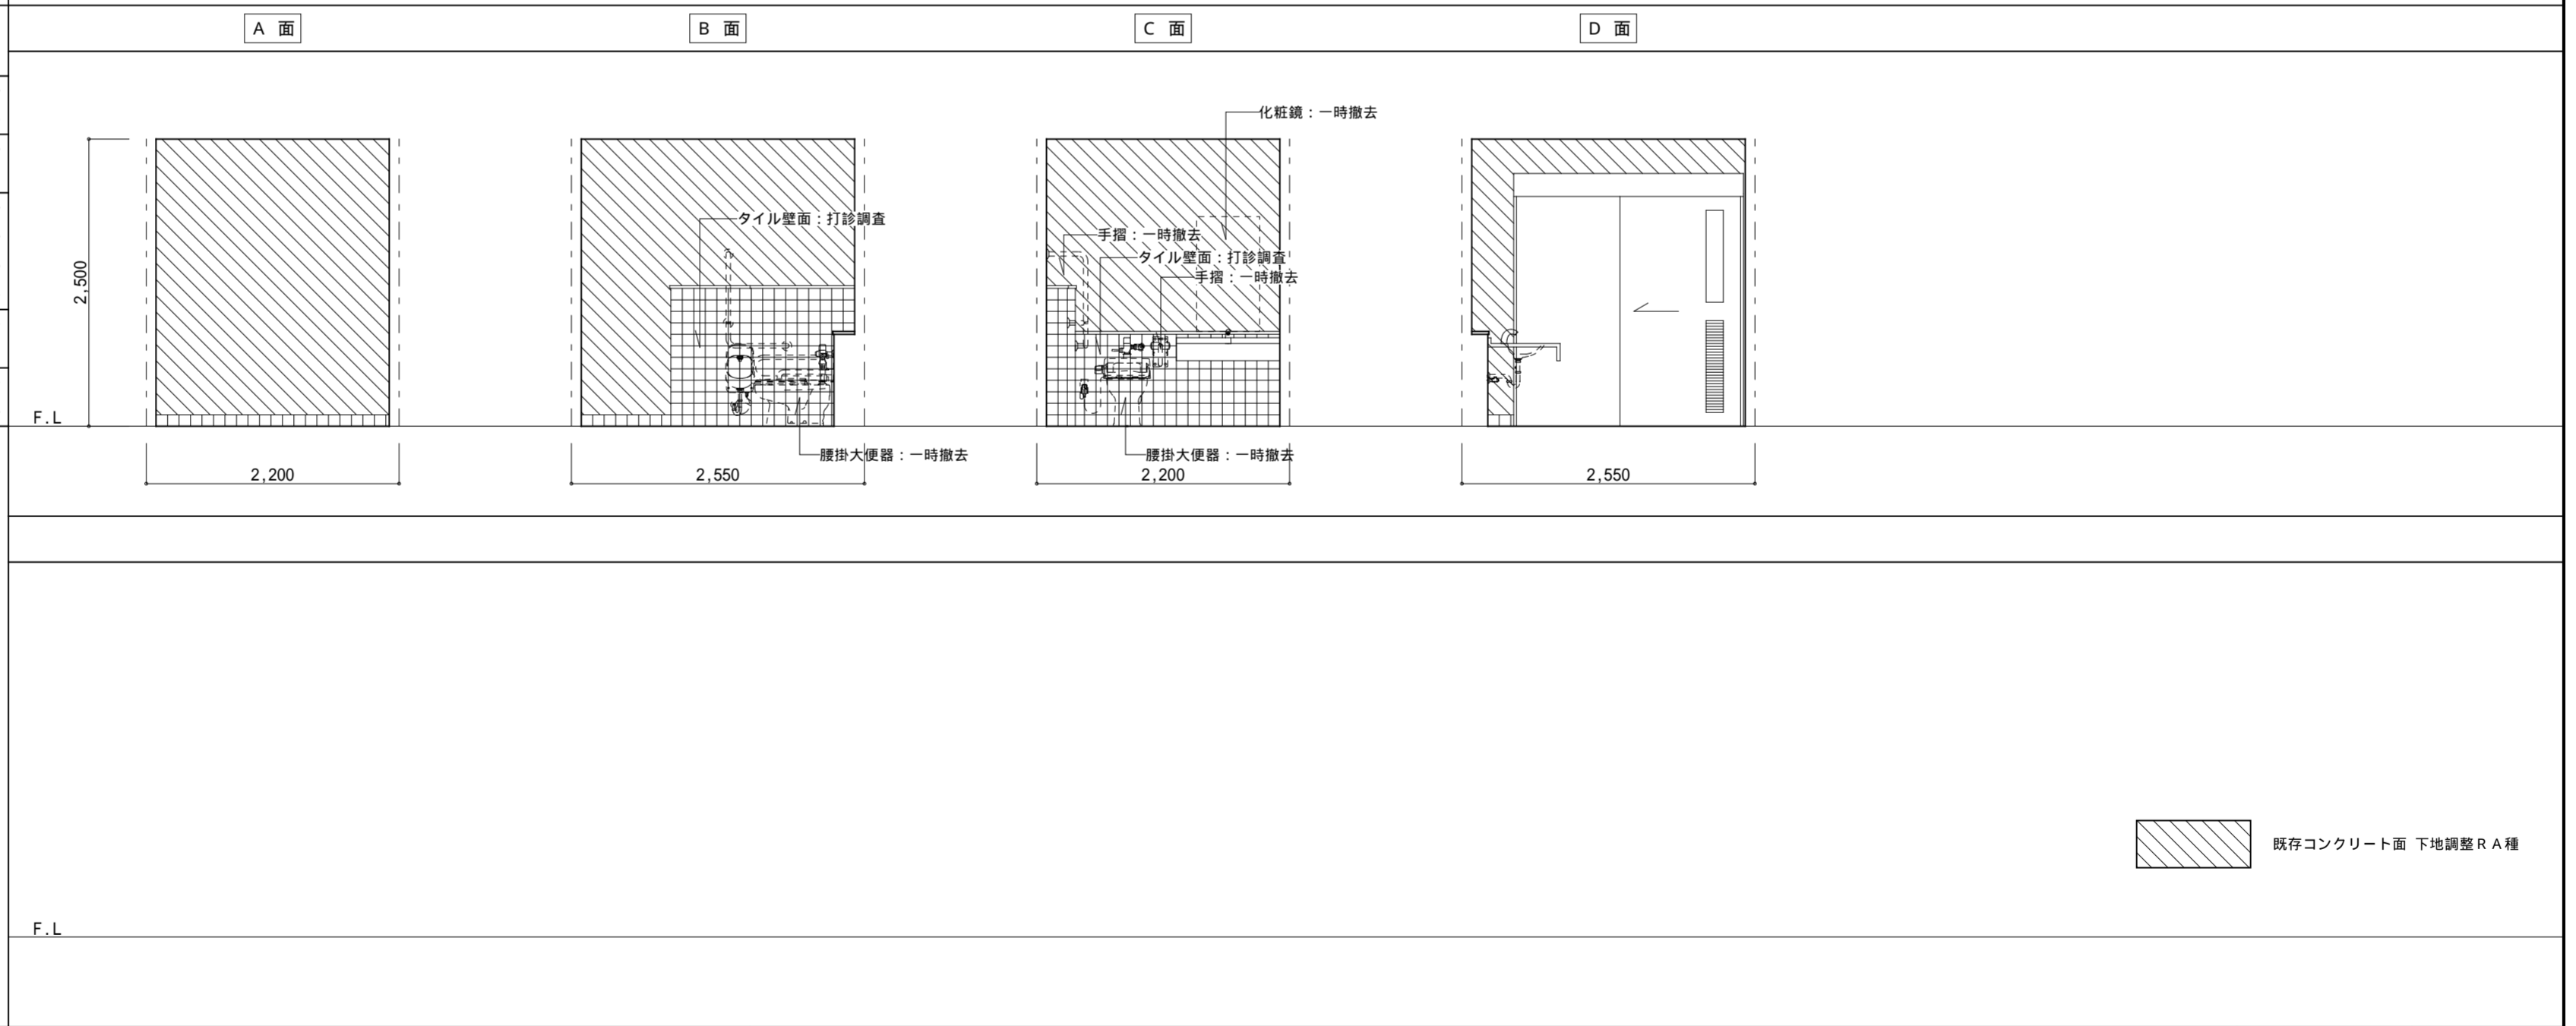 A 面
B 面
C 面
D 面
化粧鏡：一時撤去
タイル壁面：打診調査
手摺：一時撤去
タイル壁面：打診調査
手摺：一時撤去
2,500
F.L
腰掛大便器：一時撤去
腰掛大便器：一時撤去
2,200
2,550
2,200
2,550
既存コンクリート面 下地調整ＲＡ種
F.L